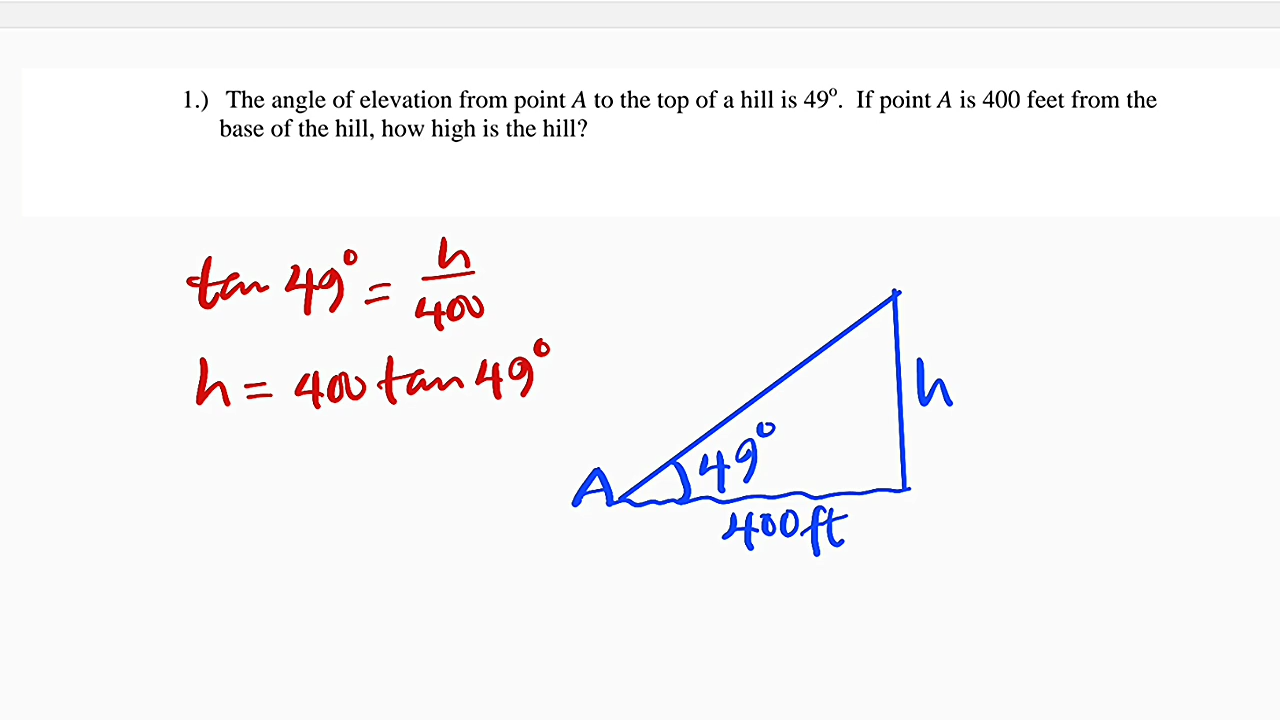 1.) The angle of elevation from point A to the top of a hill is 49°. If point A is 400 feet from the
base of the hill, how high is the hill?
tan 49° = h/400
h = 400 tan 49°
h
49°
A
400ft